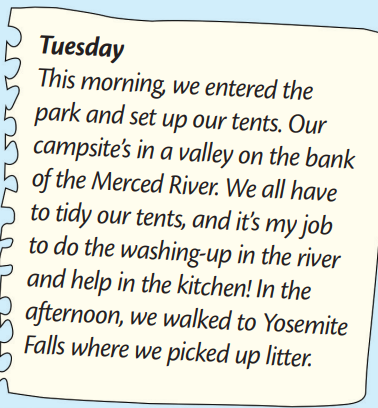 Tuesday
This morning, we entered the
park and set up our tents. Our
campsite's in a valley on the bank
of the Merced River. We all have
to tidy our tents, and it's my job
to do the washing-up in the river
and help in the kitchen! In the
afternoon, we walked to Yosemite
Falls where we picked up litter.